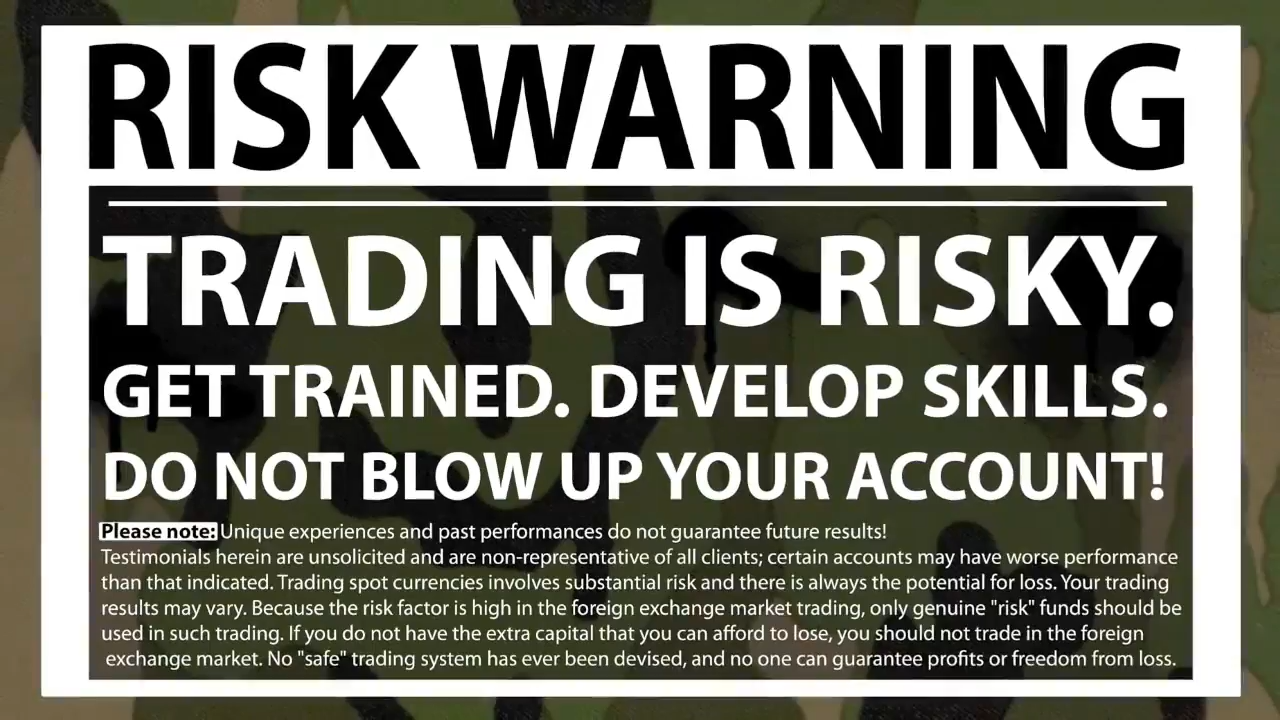 RISK WARNING
TRADING IS RISKY.
GET TRAINED. DEVELOP SKILLS.
DO NOT BLOW UP YOUR ACCOUNT!
Please note: Unique experiences and past performances do not guarantee future results!
Testimonials herein are unsolicited and are non-representative of all clients; certain accounts may have worse performance
than that indicated. Trading spot currencies involves substantial risk and there is always the potential for loss. Your trading
results may vary. Because the risk factor is high in the foreign exchange market trading, only genuine "risk" funds should be
used in such trading. If you do not have the extra capital that you can afford to lose, you should not trade in the foreign
exchange market. No "safe" trading system has ever been devised, and no one can guarantee profits or freedom from loss.